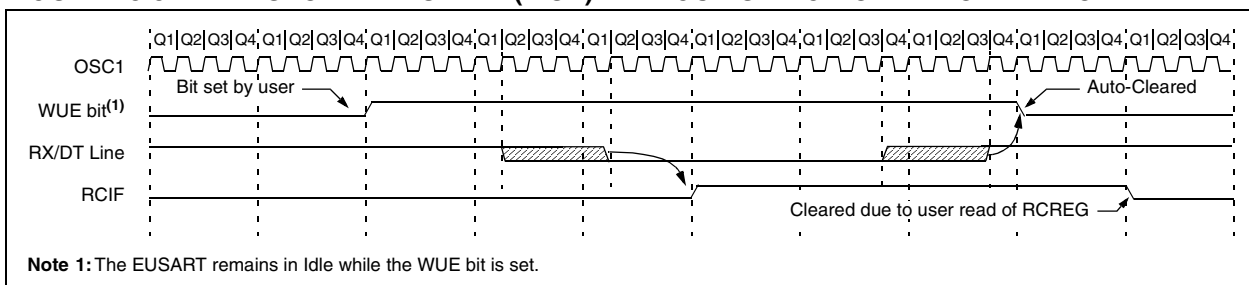 Q1 Q2 Q3 Q4 Q1 Q2 Q3 Q4 Q1 Q2 Q3 Q4 Q1 Q2 Q3 Q4 Q1 Q2 Q3 Q4 Q1 Q2 Q3 Q4 Q1 Q2 Q3 Q4 Q1 Q2 Q3 Q4 Q1 Q2 Q3 Q4 Q1 Q2 Q3 Q4
OSC1
Bit set by user
Auto-Cleared
WUE bit(1)
RX/DT Line
RCIF
Cleared due to user read of RCREG
Note 1: The EUSART remains in Idle while the WUE bit is set.